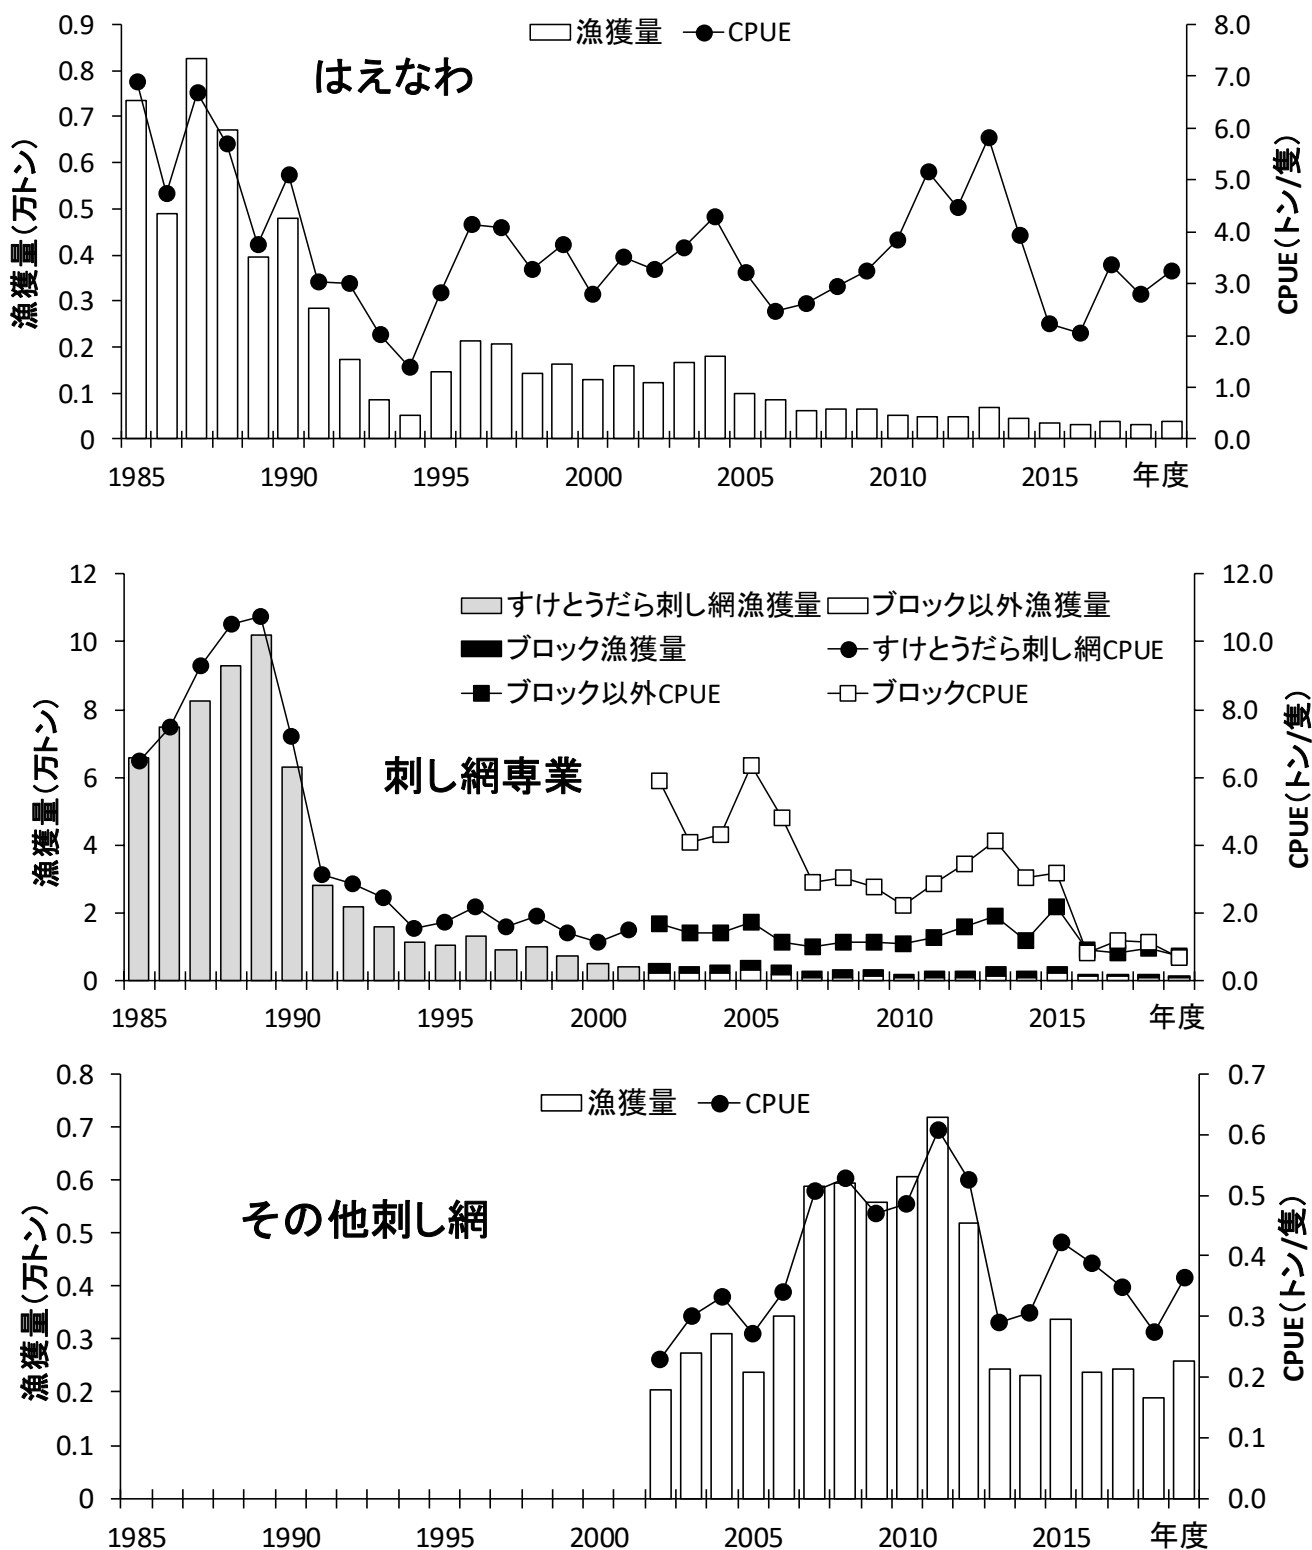 漁獲量 CPUE
はえなわ
漁獲量(万トン)
0.9
0.8
0.7
0.6
0.5
0.4
0.3
0.2
0.1
0
8.0
7.0
6.0
5.0
4.0
3.0
2.0
1.0
0.0
CPUE(トン/隻)
1985 1990 1995 2000 2005 2010 2015 年度
すけとうだら刺し網漁獲量 ブロック以外漁獲量
ブロック漁獲量 すけとうだら刺し網CPUE
ブロック以外CPUE ブロックCPUE
刺し網専業
漁獲量(万トン)
12
10
8
6
4
2
0
12.0
10.0
8.0
6.0
4.0
2.0
0.0
CPUE(トン/隻)
1985 1990 1995 2000 2005 2010 2015 年度
漁獲量 CPUE
その他刺し網
漁獲量(万トン)
0.8
0.7
0.6
0.5
0.4
0.3
0.2
0.1
0
0.7
0.6
0.5
0.4
0.3
0.2
0.1
0.0
CPUE(トン/隻)
1985 1990 1995 2000 2005 2010 2015 年度